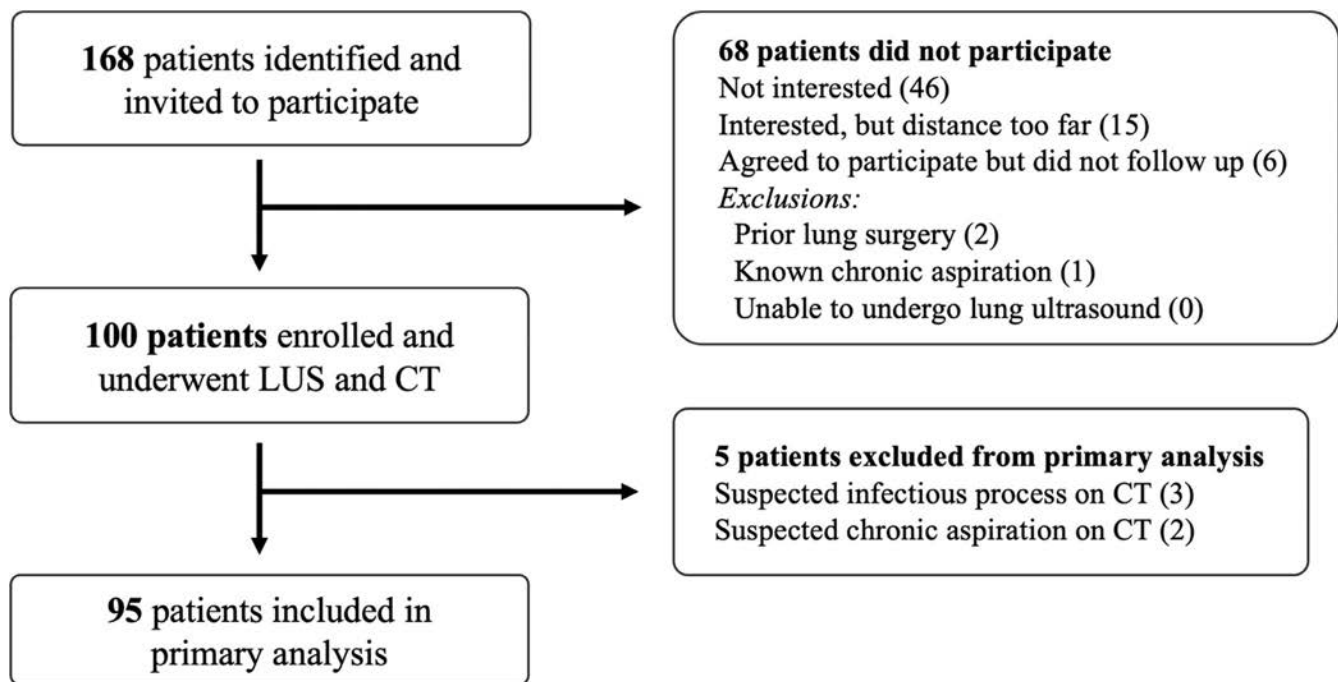 168 patients identified and
invited to participate
68 patients did not participate
Not interested (46)
Interested, but distance too far (15)
Agreed to participate but did not follow up (6)
Exclusions:
Prior lung surgery (2)
Known chronic aspiration (1)
Unable to undergo lung ultrasound (0)
100 patients enrolled and
underwent LUS and CT
5 patients excluded from primary analysis
Suspected infectious process on CT (3)
Suspected chronic aspiration on CT (2)
95 patients included in
primary analysis